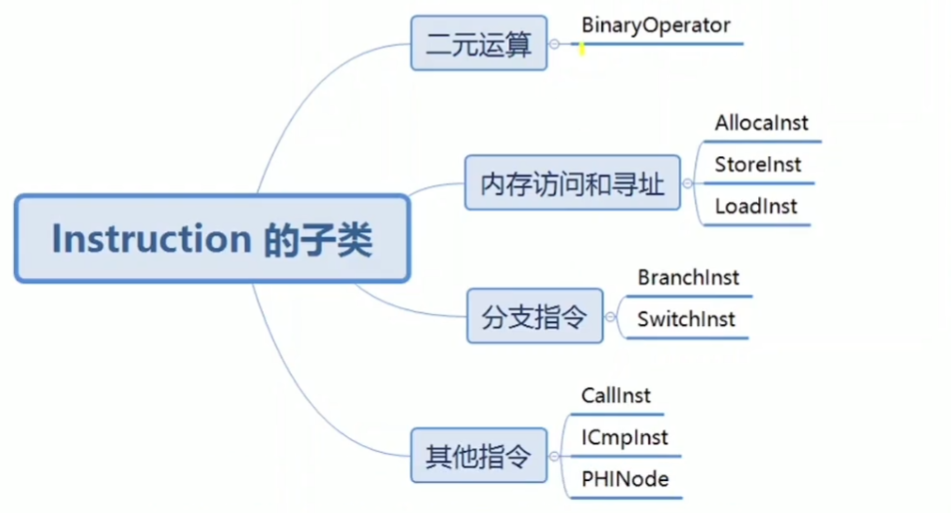 Instruction 的子类
二元运算
BinaryOperator
内存访问和寻址
AllocaInst
StoreInst
LoadInst
分支指令
BranchInst
SwitchInst
其他指令
CallInst
ICmpInst
PHINode